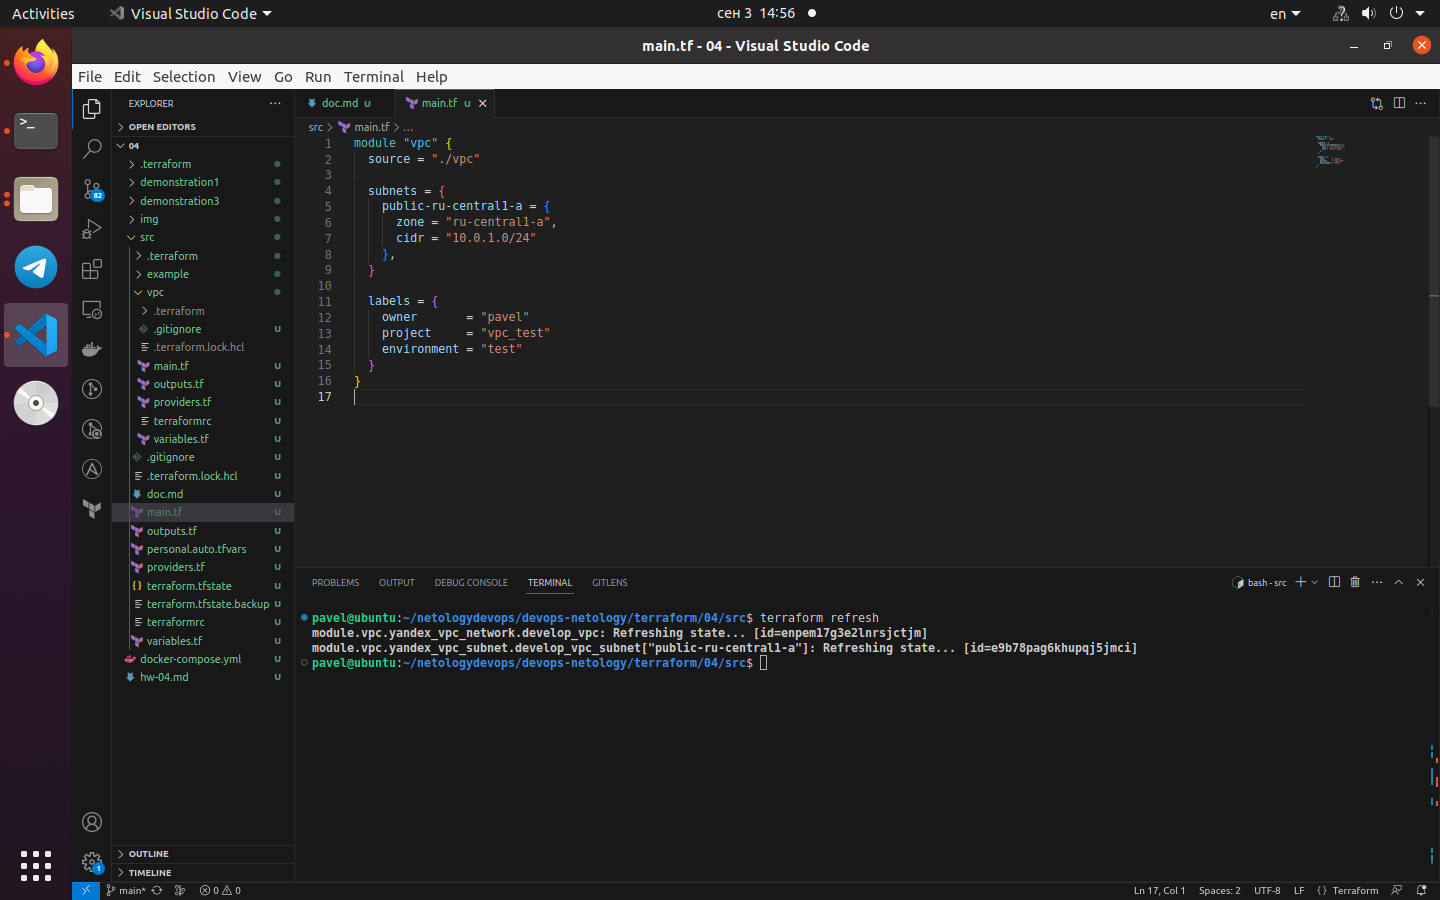 Activities
Visual Studio Code
сен 3 14:56
en
main.tf - 04 - Visual Studio Code
File Edit Selection View Go Run Terminal Help
EXPLORER
OPEN EDITORS
04
.terraform
demonstration1
demonstration3
img
src
.terraform
example
vpc
.terraform
.gitignore U
.terraform.lock.hcl
main.tf U
outputs.tf U
providers.tf U
terraformrc U
variables.tf U
.gitignore U
.terraform.lock.hcl U
doc.md U
main.tf U
outputs.tf U
personal.auto.tfvars U
providers.tf U
terraform.tfstate U
terraform.tfstate.backup U
terraformrc U
variables.tf U
docker-compose.yml U
hw-04.md U
OUTLINE
TIMELINE
82
1
doc.md U
main.tf U
src > main.tf > ...
1 module "vpc" {
2 source = "./vpc"
3
4 subnets = {
5 public-ru-central1-a = {
6 zone = "ru-central1-a",
7 cidr = "10.0.1.0/24"
8 },
9 }
10
11 labels = {
12 owner       = "pavel"
13 project     = "vpc_test"
14 environment = "test"
15 }
16 }
17
PROBLEMS OUTPUT DEBUG CONSOLE TERMINAL GITLENS
bash - src
pavel@ubuntu:~/netologydevops/devops-netology/terraform/04/src$ terraform refresh
module.vpc.yandex_vpc_network.develop_vpc: Refreshing state... [id=enpem17g3e2lnrsjctjm]
module.vpc.yandex_vpc_subnet.develop_vpc_subnet["public-ru-central1-a"]: Refreshing state... [id=e9b78pag6khupqj5jmci]
pavel@ubuntu:~/netologydevops/devops-netology/terraform/04/src$
main* 0 0
Ln 17, Col 1 Spaces: 2 UTF-8 LF {} Terraform